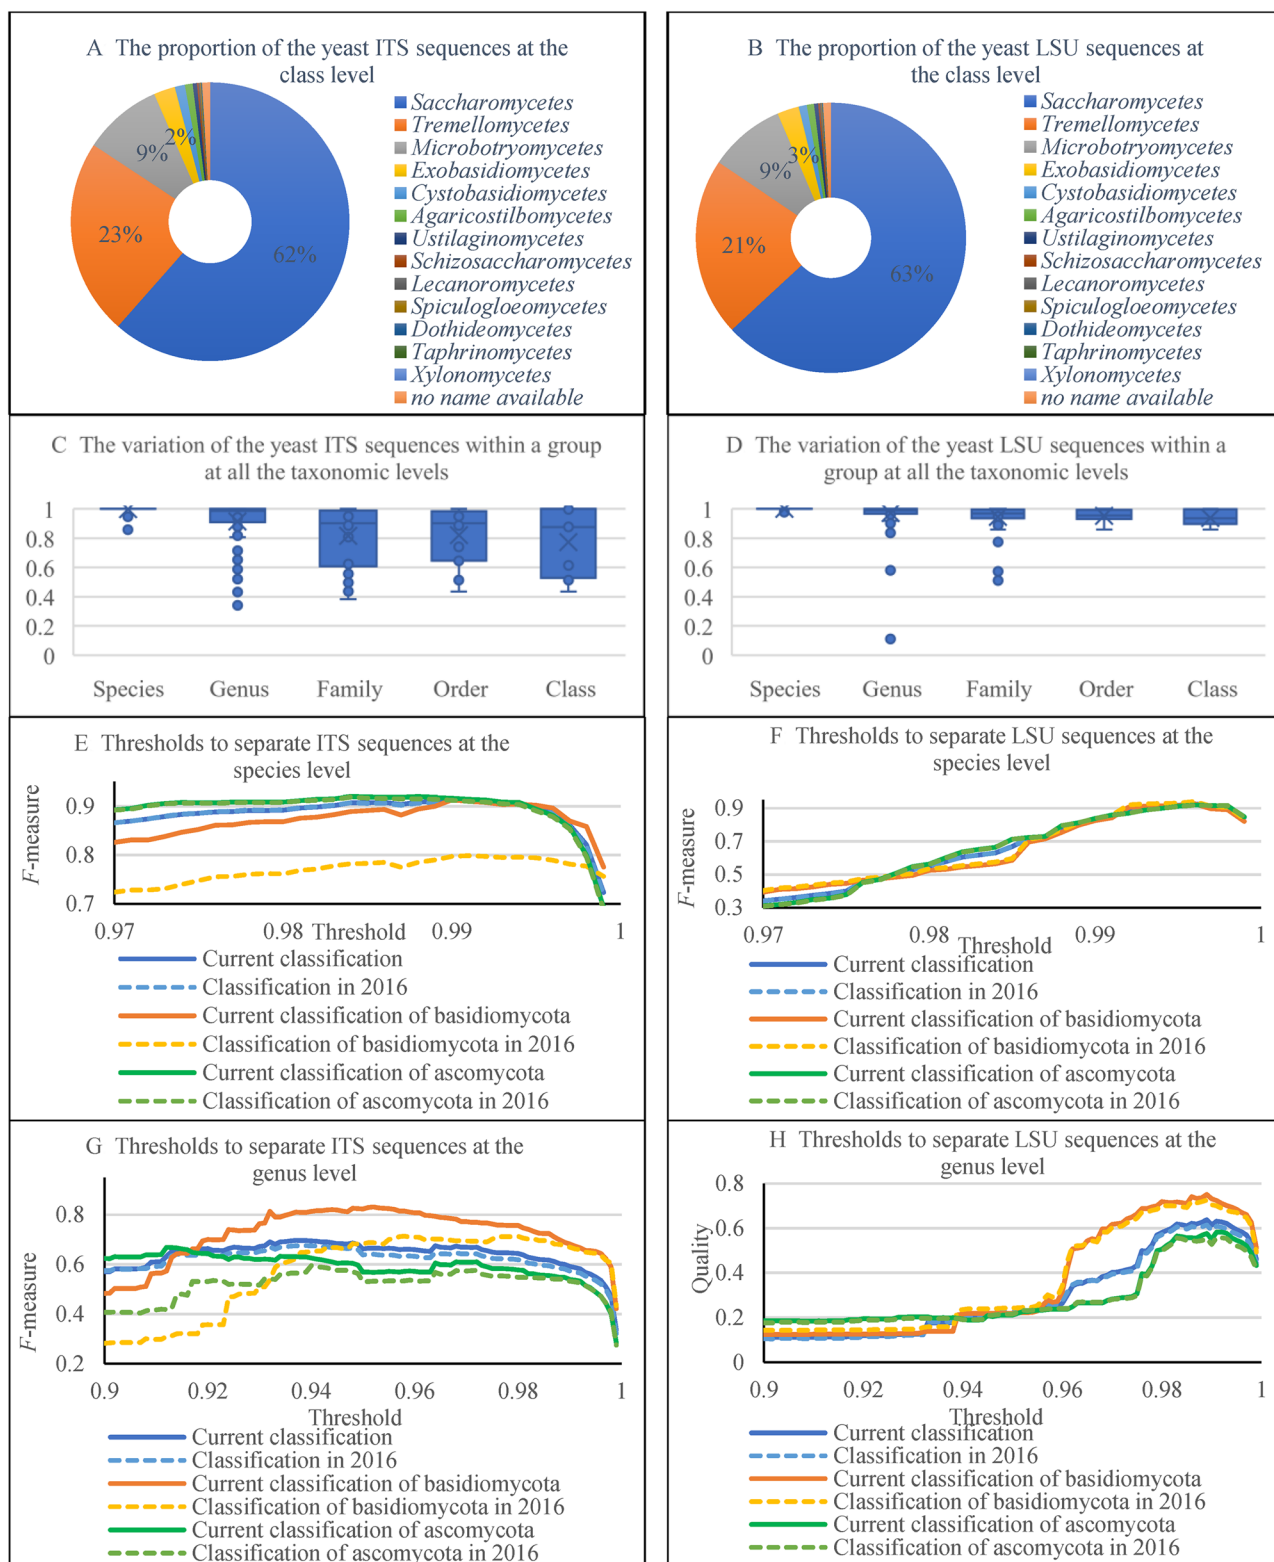 A The proportion of the yeast ITS sequences at the
class level
2%
9%
23%
62%
Saccharomycetes
Tremellomycetes
Microbotryomycetes
Exobasidiomycetes
Cystobasidiomycetes
Agaricostilbomycetes
Ustilaginomycetes
Schizosaccharomycetes
Lecanoromycetes
Spiculogloeomycetes
Dothideomycetes
Taphrinomycetes
Xylonomycetes
no name available
B The proportion of the yeast LSU sequences at
the class level
3%
9%
21%
63%
Saccharomycetes
Tremellomycetes
Microbotryomycetes
Exobasidiomycetes
Cystobasidiomycetes
Agaricostilbomycetes
Ustilaginomycetes
Schizosaccharomycetes
Lecanoromycetes
Spiculogloeomycetes
Dothideomycetes
Taphrinomycetes
Xylonomycetes
no name available
C The variation of the yeast ITS sequences within a group
at all the taxonomic levels
1
0.8
0.6
0.4
0.2
0
Species Genus Family Order Class
D The variation of the yeast LSU sequences within a
group at all the taxonomic levels
1
0.8
0.6
0.4
0.2
0
Species Genus Family Order Class
E Thresholds to separate ITS sequences at the
species level
F-measure
0.9
0.8
0.7
0.97 0.98 0.99 1
Threshold
Current classification
Classification in 2016
Current classification of basidiomycota
Classification of basidiomycota in 2016
Current classification of ascomycota
Classification of ascomycota in 2016
F Thresholds to separate LSU sequences at the
species level
F-measure
0.9
0.7
0.5
0.3
0.97 0.98 0.99 1
Threshold
Current classification
Classification in 2016
Current classification of basidiomycota
Classification of basidiomycota in 2016
Current classification of ascomycota
Classification of ascomycota in 2016
G Thresholds to separate ITS sequences at the
genus level
F-measure
0.8
0.6
0.4
0.2
0.9 0.92 0.94 0.96 0.98 1
Threshold
Current classification
Classification in 2016
Current classification of basidiomycota
Classification of basidiomycota in 2016
Current classification of ascomycota
Classification of ascomycota in 2016
H Thresholds to separate LSU sequences at the
genus level
Quality
0.8
0.6
0.4
0.2
0
0.9 0.92 0.94 0.96 0.98 1
Threshold
Current classification
Classification in 2016
Current classification of basidiomycota
Classification of basidiomycota in 2016
Current classification of ascomycota
Classification of ascomycota in 2016